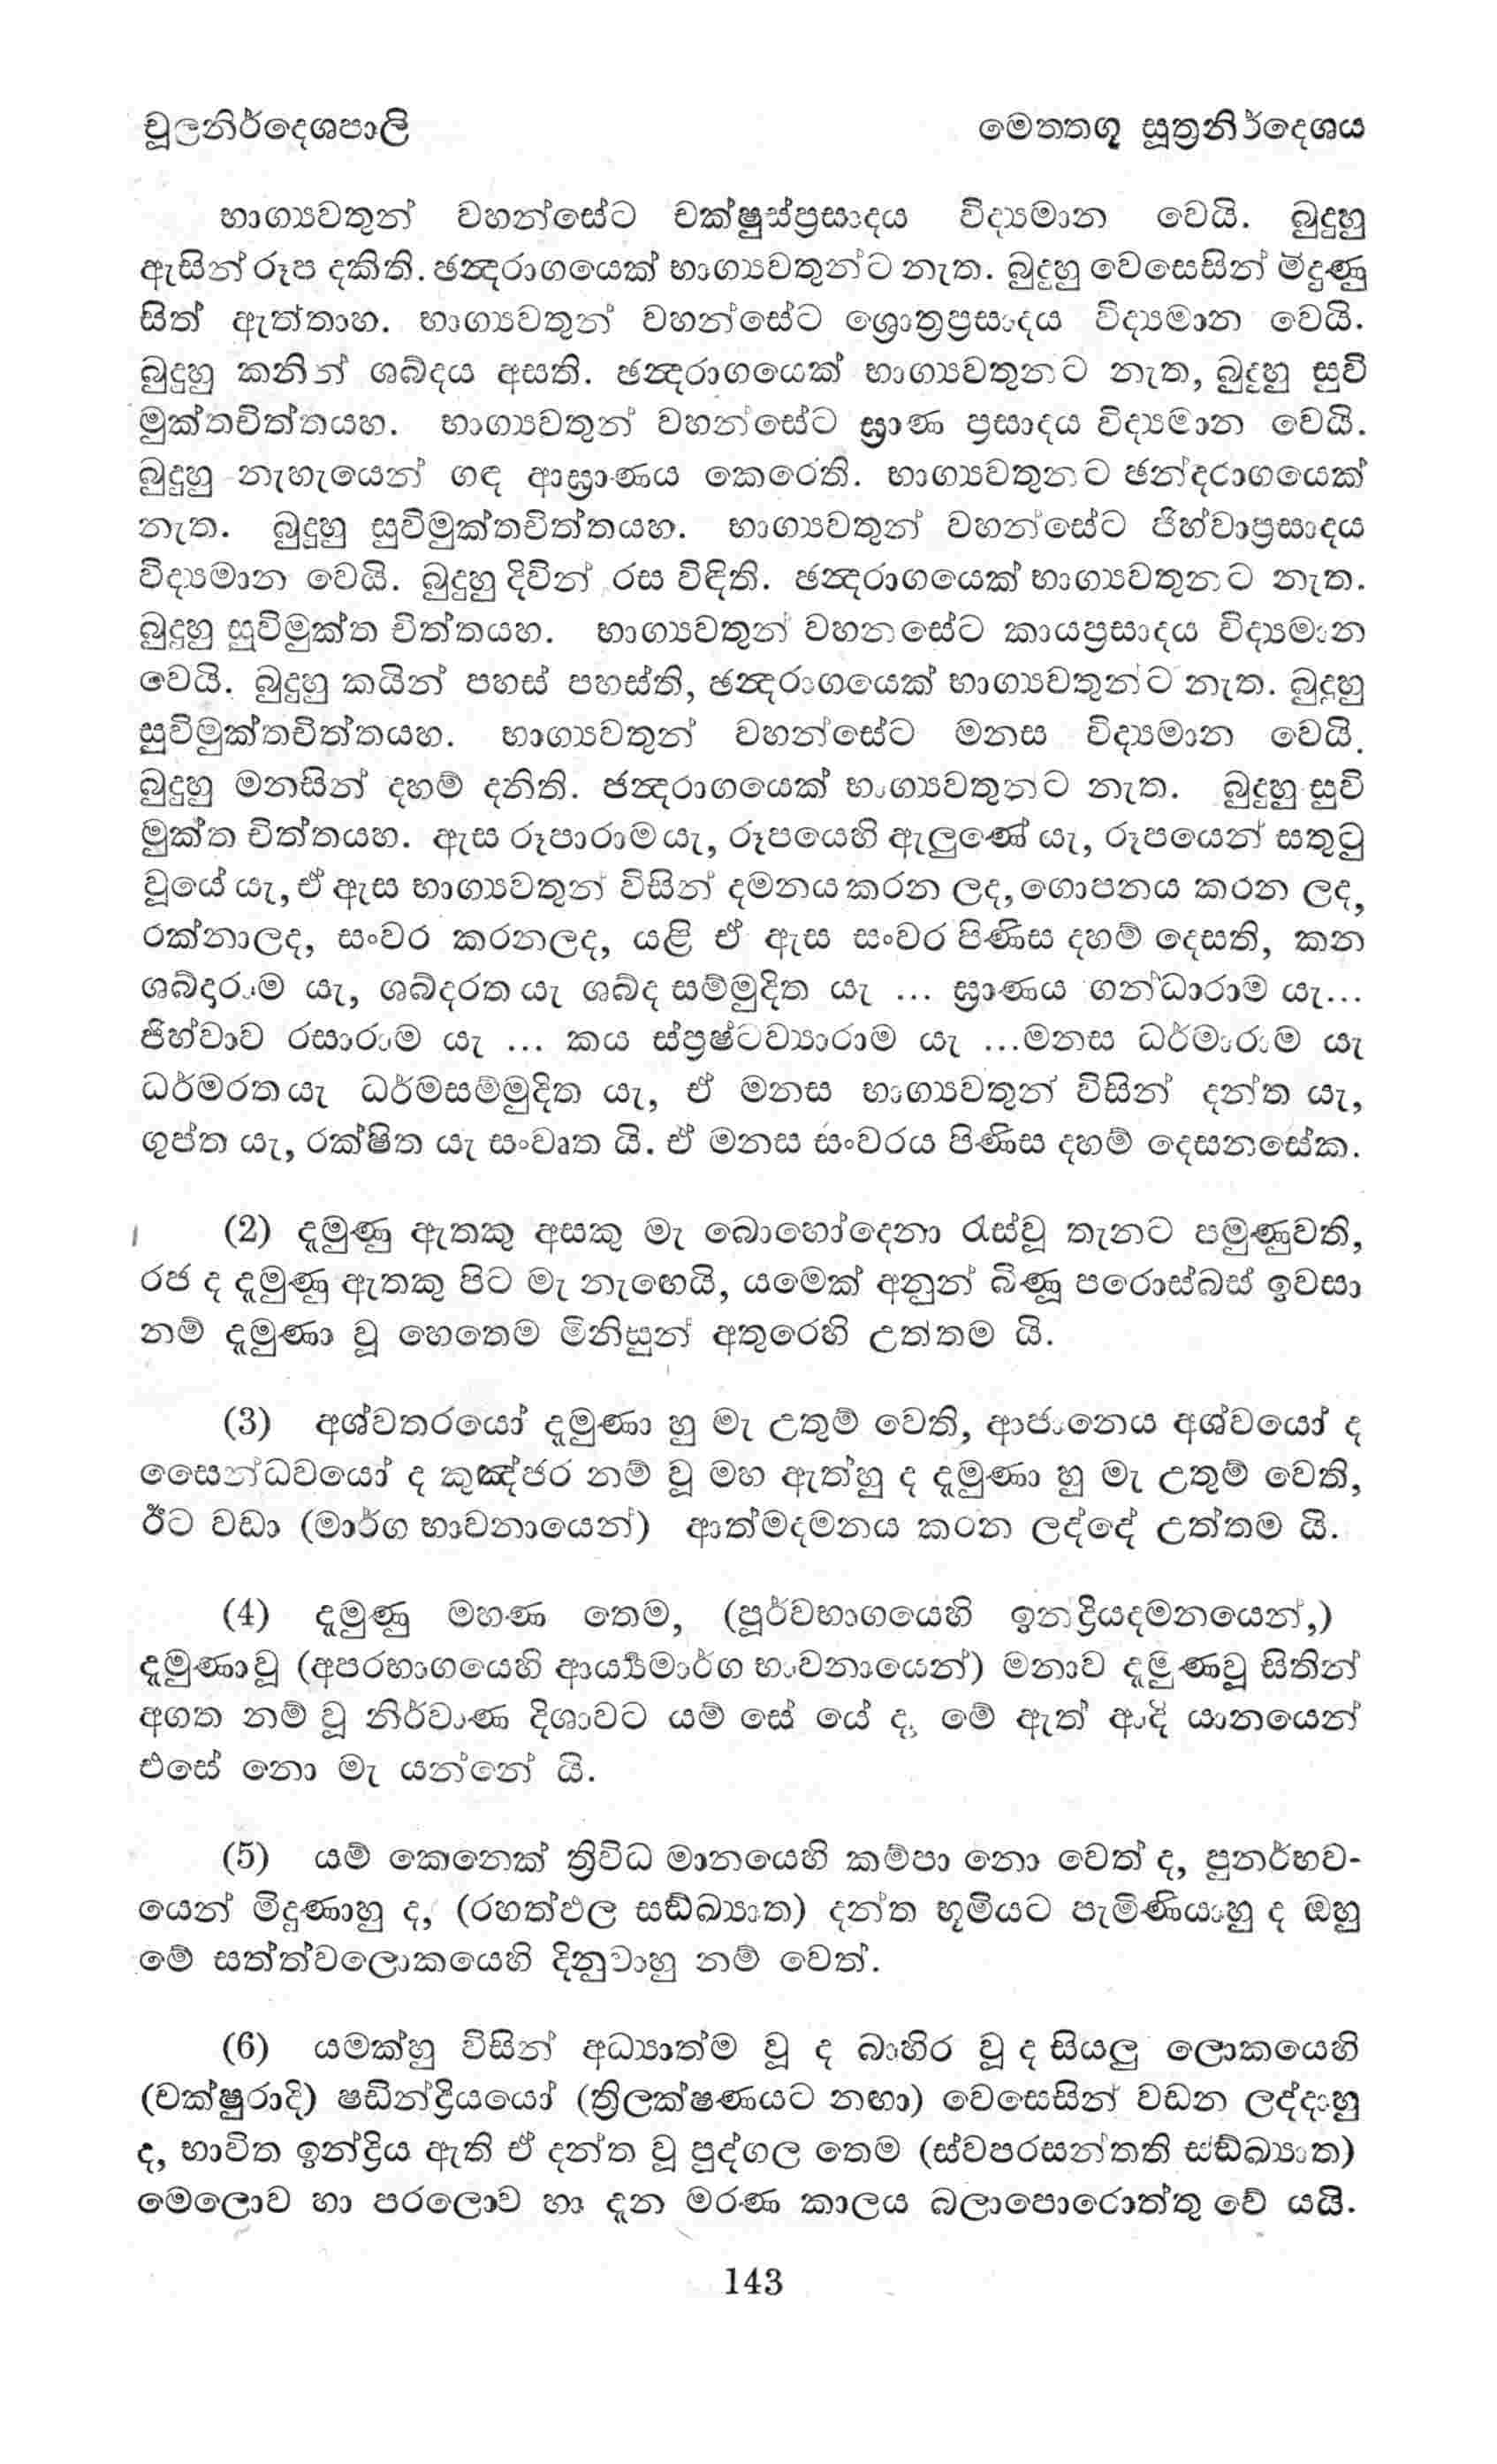 චූලනිර්දෙශපාලි මෙත‍තගූ සූත්‍රනිර්දෙශය
භාග්‍යවතුන් වහන්සේට චක්ෂුස්ප්‍රසාදය විද්‍යමාන වෙයි. බුදුහු
ඇසින් රූප දකිති. ඡන්‍දරාගයෙක් භාග්‍යවතුන්ට නැත. බුදුහු වෙසෙසින් මිදුණු
සිත් ඇත්තාහ. භාග්‍යවතුන් වහන්සේට ශ්‍රොත්‍රප්‍රසාදය විද්‍යමාන වෙයි.
බුදුහු කනින් ශබ්දය අසති. ඡන්‍දරාගයෙක් භාග්‍යවතුනට නැත, බුදුහු සුවි
මුක්තචිත්තයහ. භාග්‍යවතුන් වහන්සේට ඝ්‍රාණ ප්‍රසාදය විද්‍යමාන වෙයි.
බුදුහු නැහැයෙන් ගඳ ආඝ්‍රාණය කෙරෙති. භාග්‍යවතුනට ඡන්දරාගයෙක්
නැත. බුදුහු සුවිමුක්තචිත්තයහ. භාග්‍යවතුන් වහන්සේට ජිහ්වාප්‍රසාදය
විද්‍යමාන වෙයි. බුදුහු දිවින් රස විඳිති. ඡන්‍දරාගයෙක් භාග්‍යවතුනට නැත.
බුදුහු සුවිමුක්ත චිත්තයහ. භාග්‍යවතුන් වහනසේට කායප්‍රසාදය විද්‍යමාන
වෙයි. බුදුහු කයින් පහස් පහස්ති, ඡන්‍දරාගයෙක් භාග්‍යවතුන්ට නැත. බුදුහු
සුවිමුක්තචිත්තයහ. භාග්‍යවතුන් වහන්සේට මනස විද්‍යමාන වෙයි.
බුදුහු මනසින් දහම් දනිති. ඡන්‍දරාගයෙක් භාග්‍යවතුනට නැත. බුදුහු සුවි
මුක්ත චිත්තයහ. ඇස රූපාරාම යැ, රූපයෙහි ඇලුණේ යැ, රූපයෙන් සතුටු
වූයේ යැ, ඒ ඇස භාග්‍යවතුන් විසින් දමනය කරන ලද, ගොපනය කරන ලද,
රක්නාලද, සංවර කරනලද, යළි ඒ ඇස සංවර පිණිස දහම් දෙසති, කන
ශබ්දාරාම යැ, ශබ්දරත යැ ශබ්ද සම්මුදිත යැ ... ඝ්‍රාණය ගන්ධාරාම යැ...
ජිහ්වාව රසාරාම යැ ... කය ස්ප්‍රෂ්ටව්‍යාරාම යැ ...මනස ධර්මාරාම යැ
ධර්මරත යැ ධර්මසම්මුදිත යැ, ඒ මනස භාග්‍යවතුන් විසින් දන්ත යැ,
ගුප්ත යැ, රක්ෂිත යැ සංවෘත යි. ඒ මනස සංවරය පිණිස දහම් දෙසනසේක.
(2) දැමුණු ඇතකු අසකු මැ බොහෝදෙනා රැස්වූ තැනට පමුණුවති,
රජ ද දැමුණු ඇතකු පිට මැ නැඟෙයි, යමෙක් අනුන් බිණූ පරොස්බස් ඉවසා
නම් දැමුණා වූ හෙතෙම මිනිසුන් අතුරෙහි උත්තම යි.
(3) අශ්වතරයෝ දැමුණා හු මැ උතුම් වෙති, ආජානෙය අශ්වයෝ ද
සෛන්ධවයෝ ද කුඤ්ජර නම් වූ මහ ඇත්හු ද දැමුණා හු මැ උතුම් වෙති,
ඊට වඩා (මාර්ග භාවනායෙන්) ආත්මදමනය කරන ලද්දේ උත්තම යි.
(4) දැමුණු මහණ තෙම, (පූර්වභාගයෙහි ඉනද්‍රියදමනයෙන්,)
දැමුණාවූ (අපරභාගයෙහි ආර්‍ය්‍යමාර්ග භාවනායෙන්) මනාව දැමුණවූ සිතින්
අගත නම් වූ නිර්වාණ දිශාවට යම් සේ යේ ද, මේ ඇත් ආදි යානයෙන්
එසේ නො මැ යන්නේ යි.
(5) යම් කෙනෙක් ත්‍රිවිධ මානයෙහි කම්පා නො වෙත් ද, පුනර්භව-
යෙන් මිදුණාහු ද, (රහත්ඵල සඬ්ඛ්‍යාත) දන්ත භූමියට පැමිණියාහු ද ඔහු
මේ සත්ත්වලොකයෙහි දිනුවාහු නම් වෙත්.
(6) යමක්හු විසින් අධ්‍යාත්ම වූ ද බාහිර වූ ද සියලු ලොකයෙහි
(චක්ෂුරාදි) ෂඩින්ද්‍රියයෝ (ත්‍රිලක්ෂණයට නඟා) වෙසෙසින් වඩන ලද්දාහු
ද, භාවිත ඉන්ද්‍රිය ඇති ඒ දන්ත වූ පුද්ගල තෙම (ස්වපරසන්තති සඬ්ඛ්‍යාත)
මෙලොව හා පරලොව හා දැන මරණ කාලය බලාපොරොත්තු වේ යයි.
143